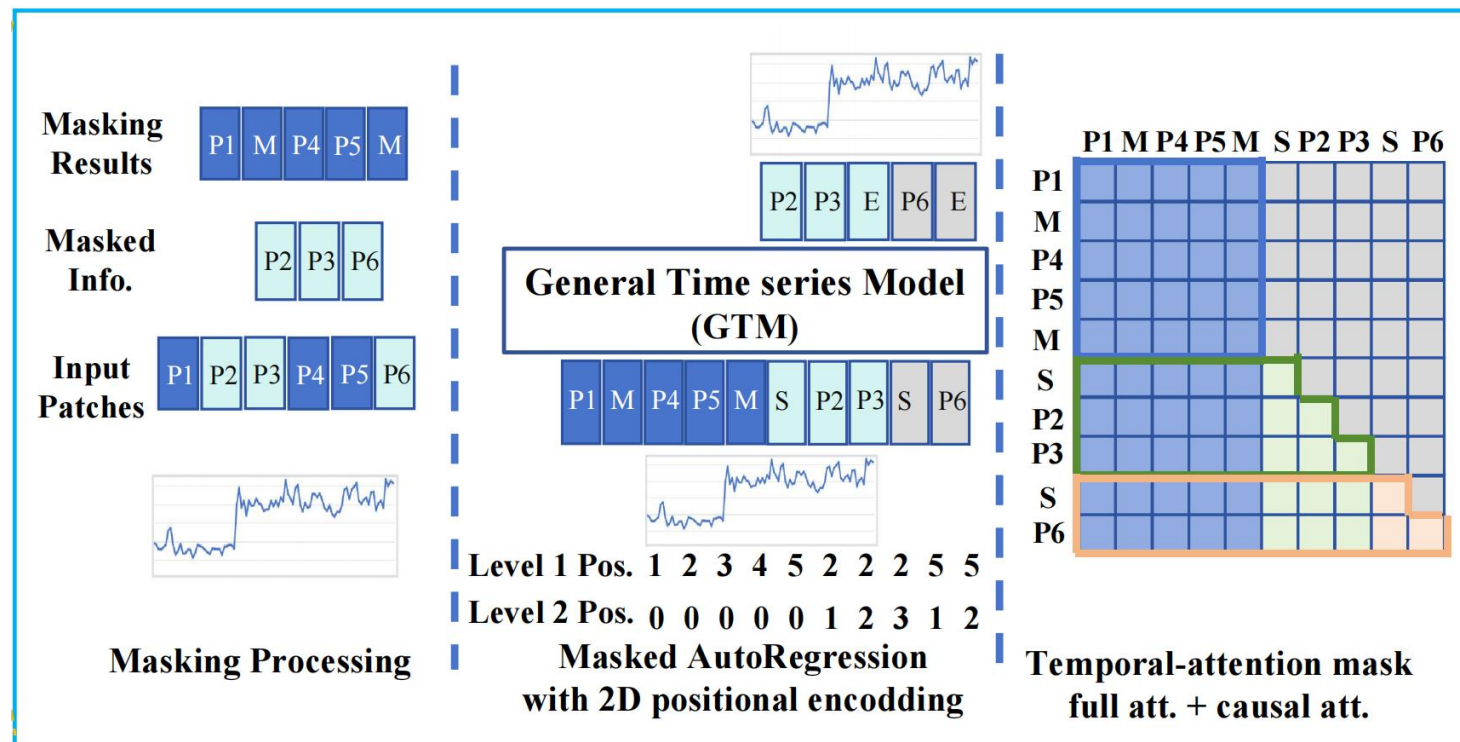 Masking
Results
P1 M P4 P5 M
Masked
Info.
P2 P3 P6
Input
Patches
P1 P2 P3 P4 P5 P6
Masking Processing
P2 P3 E P6 E
General Time series Model
(GTM)
P1 M P4 P5 M S P2 P3 S P6
Level 1 Pos. 1 2 3 4 5 2 2 2 5 5
Level 2 Pos. 0 0 0 0 0 1 2 3 1 2
Masked AutoRegression
with 2D positional encodding
P1 M P4 P5 M S P2 P3 S P6
P1
M
P4
P5
M
S
P2
P3
S
P6
Temporal-attention mask
full att. + causal att.